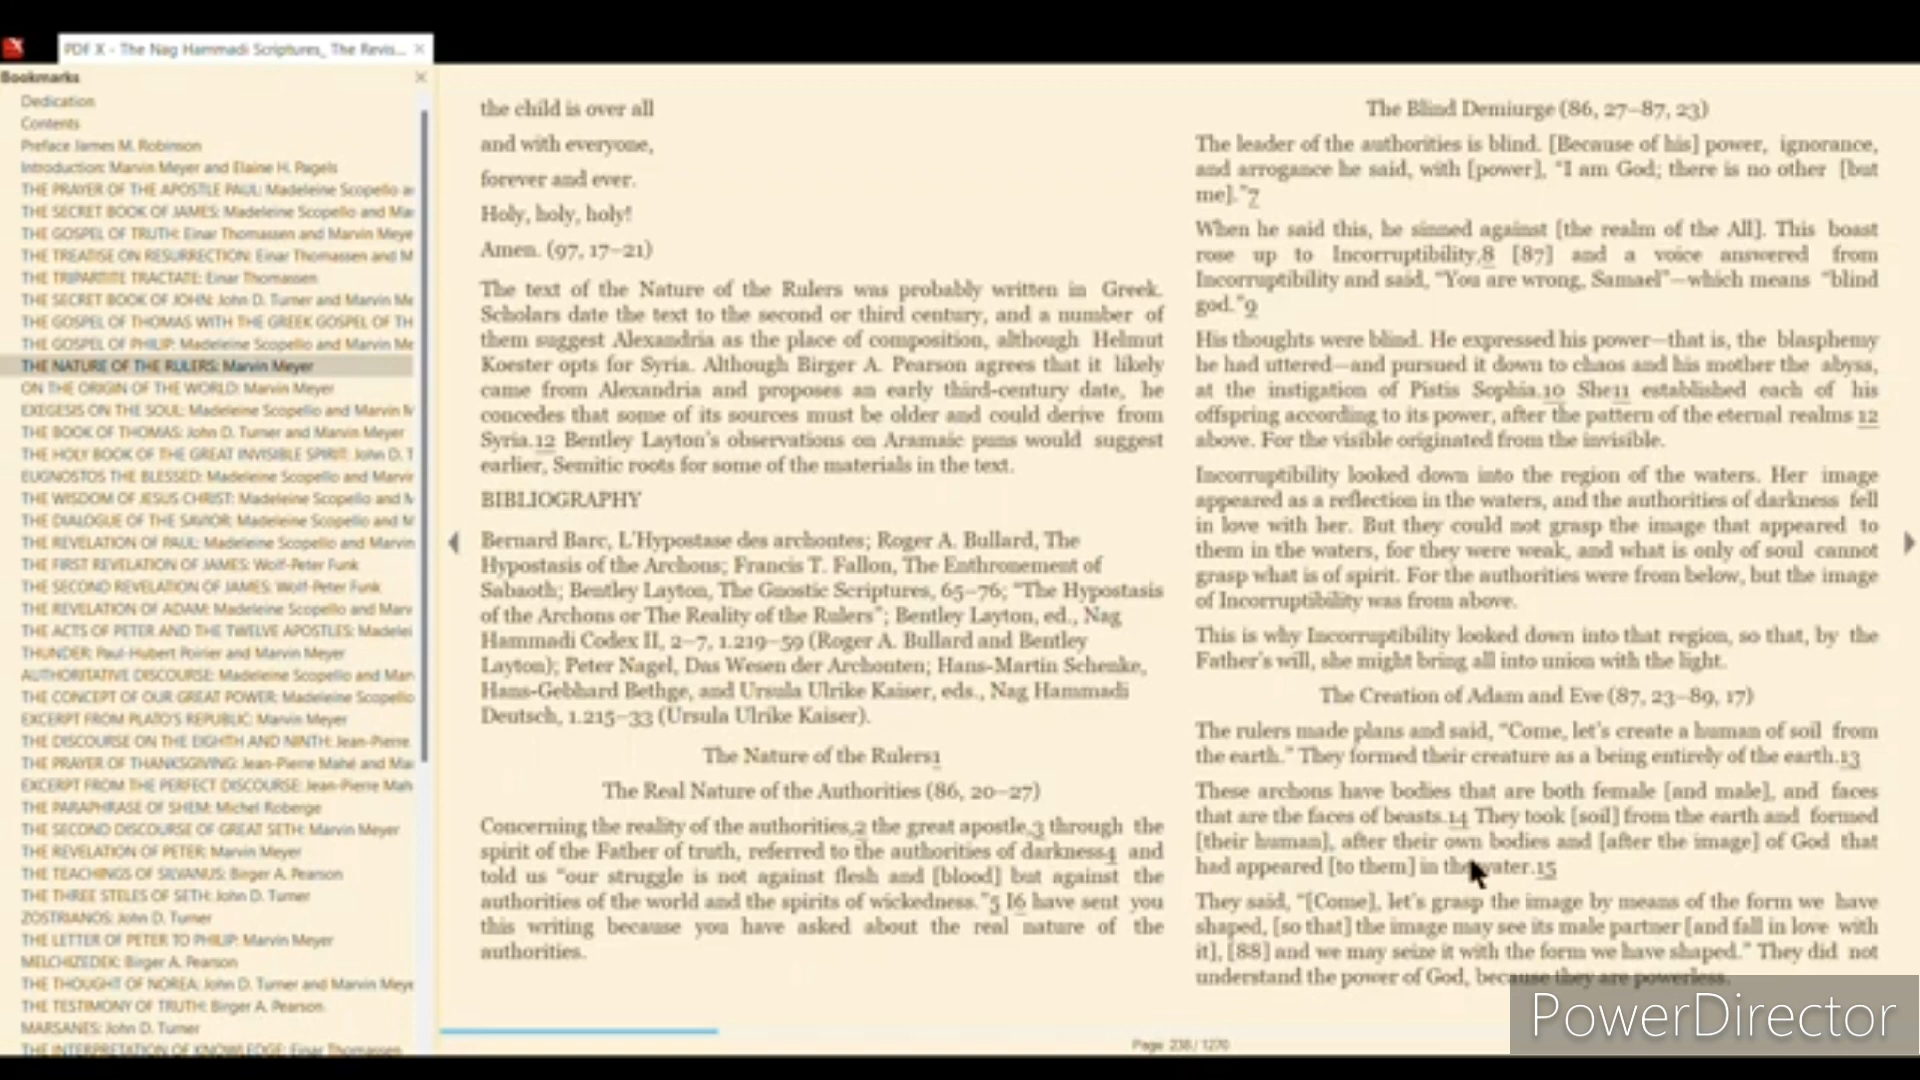 PDF X - The Nag Hammadi Scriptures_ The Revis...
Bookmarks
Dedication
Contents
Preface James M. Robinson
Introduction: Marvin Meyer and Elaine H. Pagels
THE PRAYER OF THE APOSTLE PAUL: Madeleine Scopello
THE SECRET BOOK OF JAMES: Madeleine Scopello and
THE GOSPEL OF TRUTH: Einar Thomassen and Marvin Meye
THE TREATISE ON RESURRECTION: Einar Thomassen and M
THE TRIPARTITE TRACTATE: Einar Thomassen
THE SECRET BOOK OF JOHN: John D. Turner and Marvin Me
THE GOSPEL OF THOMAS WITH THE GREEK GOSPEL OF TH
THE GOSPEL OF PHILIP: Madeleine Scopello and Marvin Me
THE NATURE OF THE RULERS: Marvin Meyer
ON THE ORIGIN OF THE WORLD: Marvin Meyer
EXEGESIS ON THE SOUL: Madeleine Scopello and Marvin M
THE BOOK OF THOMAS: John D. Turner and Marvin Meyer
THE HOLY BOOK OF THE GREAT INVISIBLE SPIRIT: John D. T
EUGNOSTOS THE BLESSED: Madeleine Scopello and Marvin
THE WISDOM OF JESUS CHRIST: Madeleine Scopello and M
THE DIALOGUE OF THE SAVIOR: Madeleine Scopello and M
THE REVELATION OF PAUL: Madeleine Scopello and Marvin
THE FIRST REVELATION OF JAMES: Wolf-Peter Funk
THE SECOND REVELATION OF JAMES: Wolf-Peter Funk
THE REVELATION OF ADAM: Madeleine Scopello and Marv
THE ACTS OF PETER AND THE TWELVE APOSTLES: Madelei
THUNDER: Paul-Hubert Poirier and Marvin Meyer
AUTHORITATIVE DISCOURSE: Madeleine Scopello and Mar
THE CONCEPT OF OUR GREAT POWER: Madeleine Scopello
EXCERPT FROM PLATO'S REPUBLIC: Marvin Meyer
THE DISCOURSE ON THE EIGHTH AND NINTH: Jean-Pierre
THE PRAYER OF THANKSGIVING: Jean-Pierre Mahé and Ma
EXCERPT FROM THE PERFECT DISCOURSE: Jean-Pierre Mah
THE PARAPHRASE OF SHEM: Michel Roberge
THE SECOND DISCOURSE OF GREAT SETH: Marvin Meyer
THE REVELATION OF PETER: Marvin Meyer
THE TEACHINGS OF SILVANUS: Birger A. Pearson
THE THREE STELES OF SETH: John D. Turner
ZOSTRIANOS: John D. Turner
THE LETTER OF PETER TO PHILIP: Marvin Meyer
MELCHIZEDEK: Birger A. Pearson
THE THOUGHT OF NOREA: John D. Turner and Marvin Meye
THE TESTIMONY OF TRUTH: Birger A. Pearson
MARSANES: John D. Turner
THE INTERPRETATION OF KNOWLEDGE: Einar Thomassen
the child is over all
and with everyone,
forever and ever.
Holy, holy, holy!
Amen. (97, 17–21)
The text of the Nature of the Rulers was probably written in Greek.
Scholars date the text to the second or third century, and a number of
them suggest Alexandria as the place of composition, although Helmut
Koester opts for Syria. Although Birger A. Pearson agrees that it likely
came from Alexandria and proposes an early third-century date, he
concedes that some of its sources must be older and could derive from
Syria.12 Bentley Layton's observations on Aramaic puns would suggest
earlier, Semitic roots for some of the materials in the text.
BIBLIOGRAPHY
Bernard Barc, L'Hypostase des archontes; Roger A. Bullard, The
Hypostasis of the Archons; Francis T. Fallon, The Enthronement of
Sabaoth; Bentley Layton, The Gnostic Scriptures, 65–76; “The Hypostasis
of the Archons or The Reality of the Rulers”; Bentley Layton, ed., Nag
Hammadi Codex II, 2–7, 1.219–59 (Roger A. Bullard and Bentley
Layton); Peter Nagel, Das Wesen der Archonten; Hans-Martin Schenke,
Hans-Gebhard Bethge, and Ursula Ulrike Kaiser, eds., Nag Hammadi
Deutsch, 1.215–33 (Ursula Ulrike Kaiser).
The Nature of the Rulers1
The Real Nature of the Authorities (86, 20–27)
Concerning the reality of the authorities,2 the great apostle,3 through the
spirit of the Father of truth, referred to the authorities of darkness4 and
told us “our struggle is not against flesh and [blood] but against the
authorities of the world and the spirits of wickedness.”5 I6 have sent you
this writing because you have asked about the real nature of the
authorities.
The Blind Demiurge (86, 27–87, 23)
The leader of the authorities is blind. [Because of his] power, ignorance,
and arrogance he said, with [power], “I am God; there is no other [but
me].”7
When he said this, he sinned against [the realm of the All]. This boast
rose up to Incorruptibility,8 [87] and a voice answered from
Incorruptibility and said, “You are wrong, Samael”—which means “blind
god.”9
His thoughts were blind. He expressed his power—that is, the blasphemy
he had uttered—and pursued it down to chaos and his mother the abyss,
at the instigation of Pistis Sophia.10 She11 established each of his
offspring according to its power, after the pattern of the eternal realms 12
above. For the visible originated from the invisible.
Incorruptibility looked down into the region of the waters. Her image
appeared as a reflection in the waters, and the authorities of darkness fell
in love with her. But they could not grasp the image that appeared to
them in the waters, for they were weak, and what is only of soul cannot
grasp what is of spirit. For the authorities were from below, but the image
of Incorruptibility was from above.
This is why Incorruptibility looked down into that region, so that, by the
Father's will, she might bring all into union with the light.
The Creation of Adam and Eve (87, 23–89, 17)
The rulers made plans and said, “Come, let's create a human of soil from
the earth.” They formed their creature as a being entirely of the earth.13
These archons have bodies that are both female [and male], and faces
that are the faces of beasts.14 They took [soil] from the earth and formed
[their human], after their own bodies and [after the image] of God that
had appeared [to them] in the water.15
They said, “[Come], let's grasp the image by means of the form we have
shaped, [so that] the image may see its male partner [and fall in love with
it], [88] and we may seize it with the form we have shaped.” They did not
understand the power of God, because they are powerless.
Page: 238 / 1270
PowerDirector